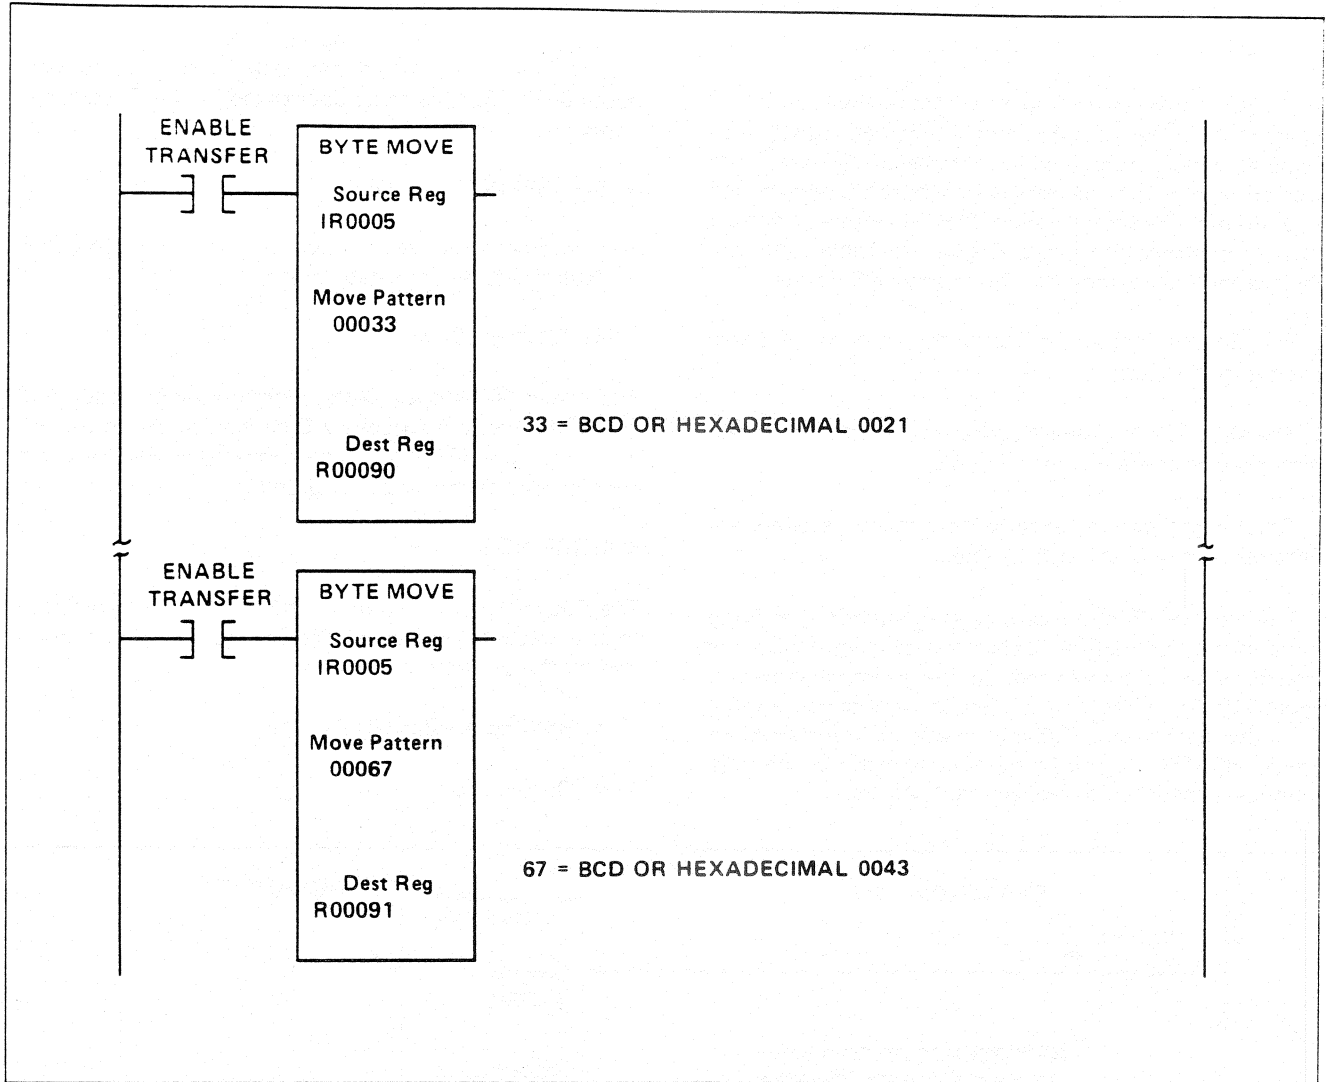 ENABLE
TRANSFER
BYTE MOVE
Source Reg
IR0005
Move Pattern
00033
Dest Reg
R00090
33 = BCD OR HEXADECIMAL 0021
ENABLE
TRANSFER
BYTE MOVE
Source Reg
IR0005
Move Pattern
00067
Dest Reg
R00091
67 = BCD OR HEXADECIMAL 0043